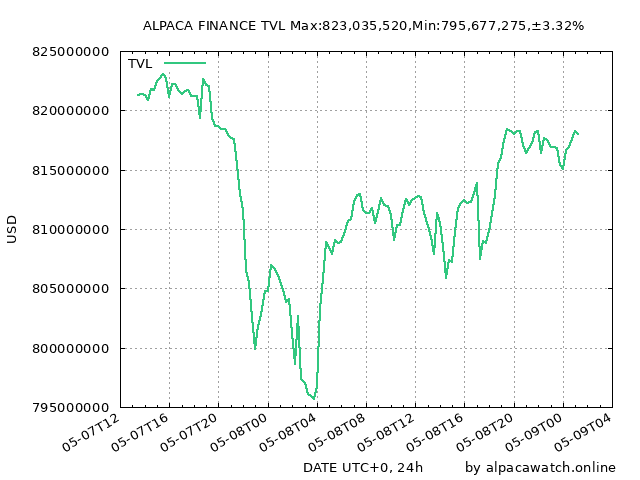 ALPACA FINANCE TVL Max:823,035,520,Min:795,677,275,±3.32%
TVL
825000000
820000000
815000000
810000000
805000000
800000000
795000000
USD
05-07T12
05-07T16
05-07T20
05-08T00
05-08T04
05-08T08
05-08T12
05-08T16
05-08T20
05-09T00
05-09T04
DATE UTC+0, 24h
by alpacawatch.online